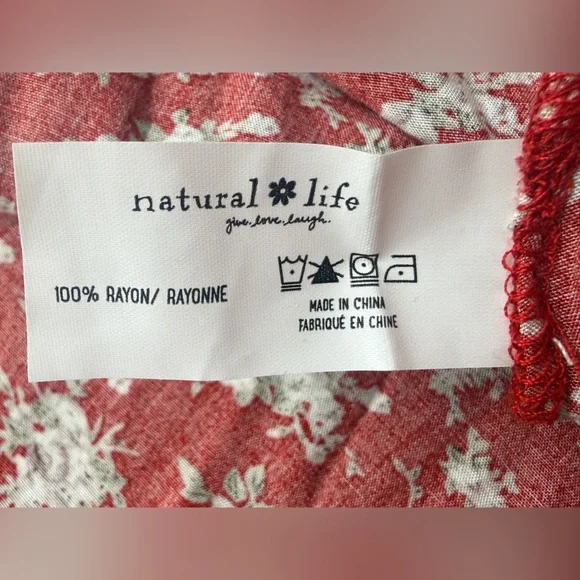 natural life
give.love.laugh.
100% RAYON/ RAYONNE
MADE IN CHINA
FABRIQUÉ EN CHINE